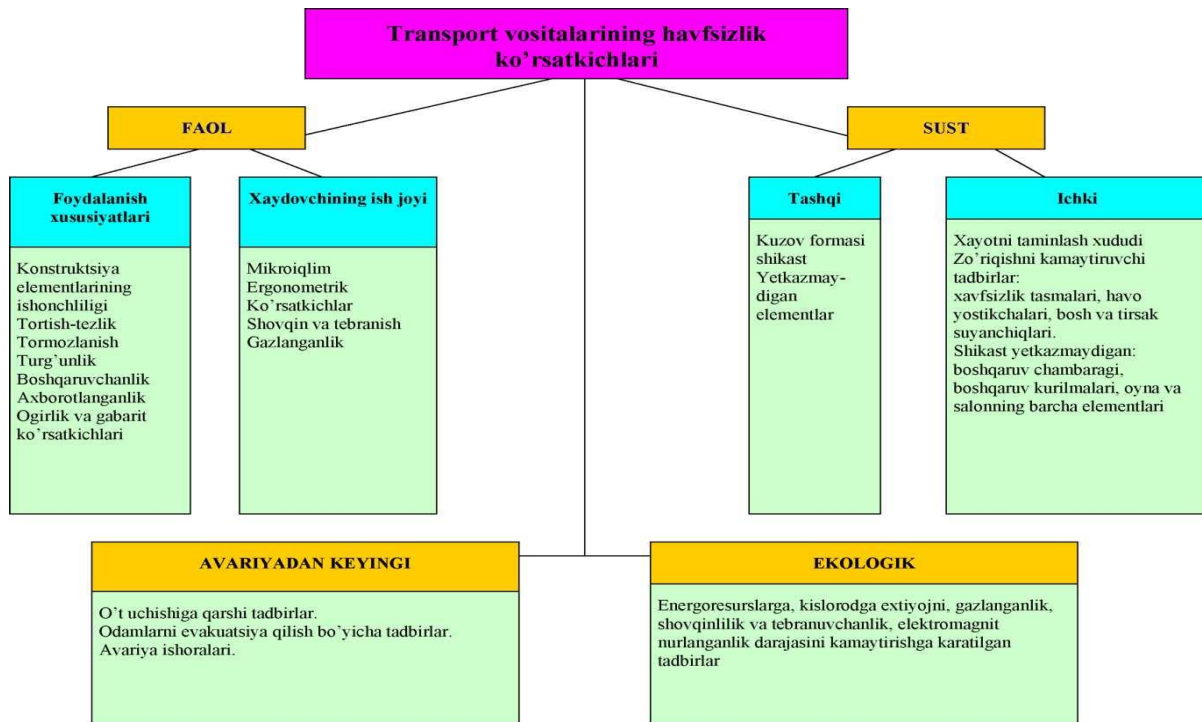 Transport vositalarining havfsizlik
ko’rsatkichlari
FAOL
SUST
Foydalanish
xususiyatlari
Konstruktsiya
elementlarining
ishonchliligi
Tortish-tezlik
Tormozlanish
Turg’unlik
Boshqaruvchanlik
Axborotlanganlik
Ogirlik va gabarit
ko’rsatkichlari
Xaydovchining ish joyi
Mikroiqlim
Ergonometrik
Ko’rsatkichlar
Shovqin va tebranish
Gazlanganlik
Tashqi
Kuzov formasi
shikast
Yetkazmay-
digan
elementlar
Ichki
Xayotni taminlash xududi
Zo’riqishni kamaytiruvchi
tadbirlar:
xavfsizlik tasmalari, havo
yostikchalari, bosh va tirsak
suyanchiqlari.
Shikast yetkazmaydigan:
boshqaruv chambaragi,
boshqaruv kurilmalari, oyna va
salonning barcha elementlari
AVARIYADAN KEYINGI
O’t uchishiga qarshi tadbirlar.
Odamlarni evakuatsiya qilish bo’yicha tadbirlar.
Avariya ishoralari.
EKOLOGIK
Energoresurslarga, kislorodga extiyojni, gazlanganlik,
shovqinlilik va tebranuvchanlik, elektromagnit
nurlanganlik darajasini kamaytirishga karatilgan
tadbirlar